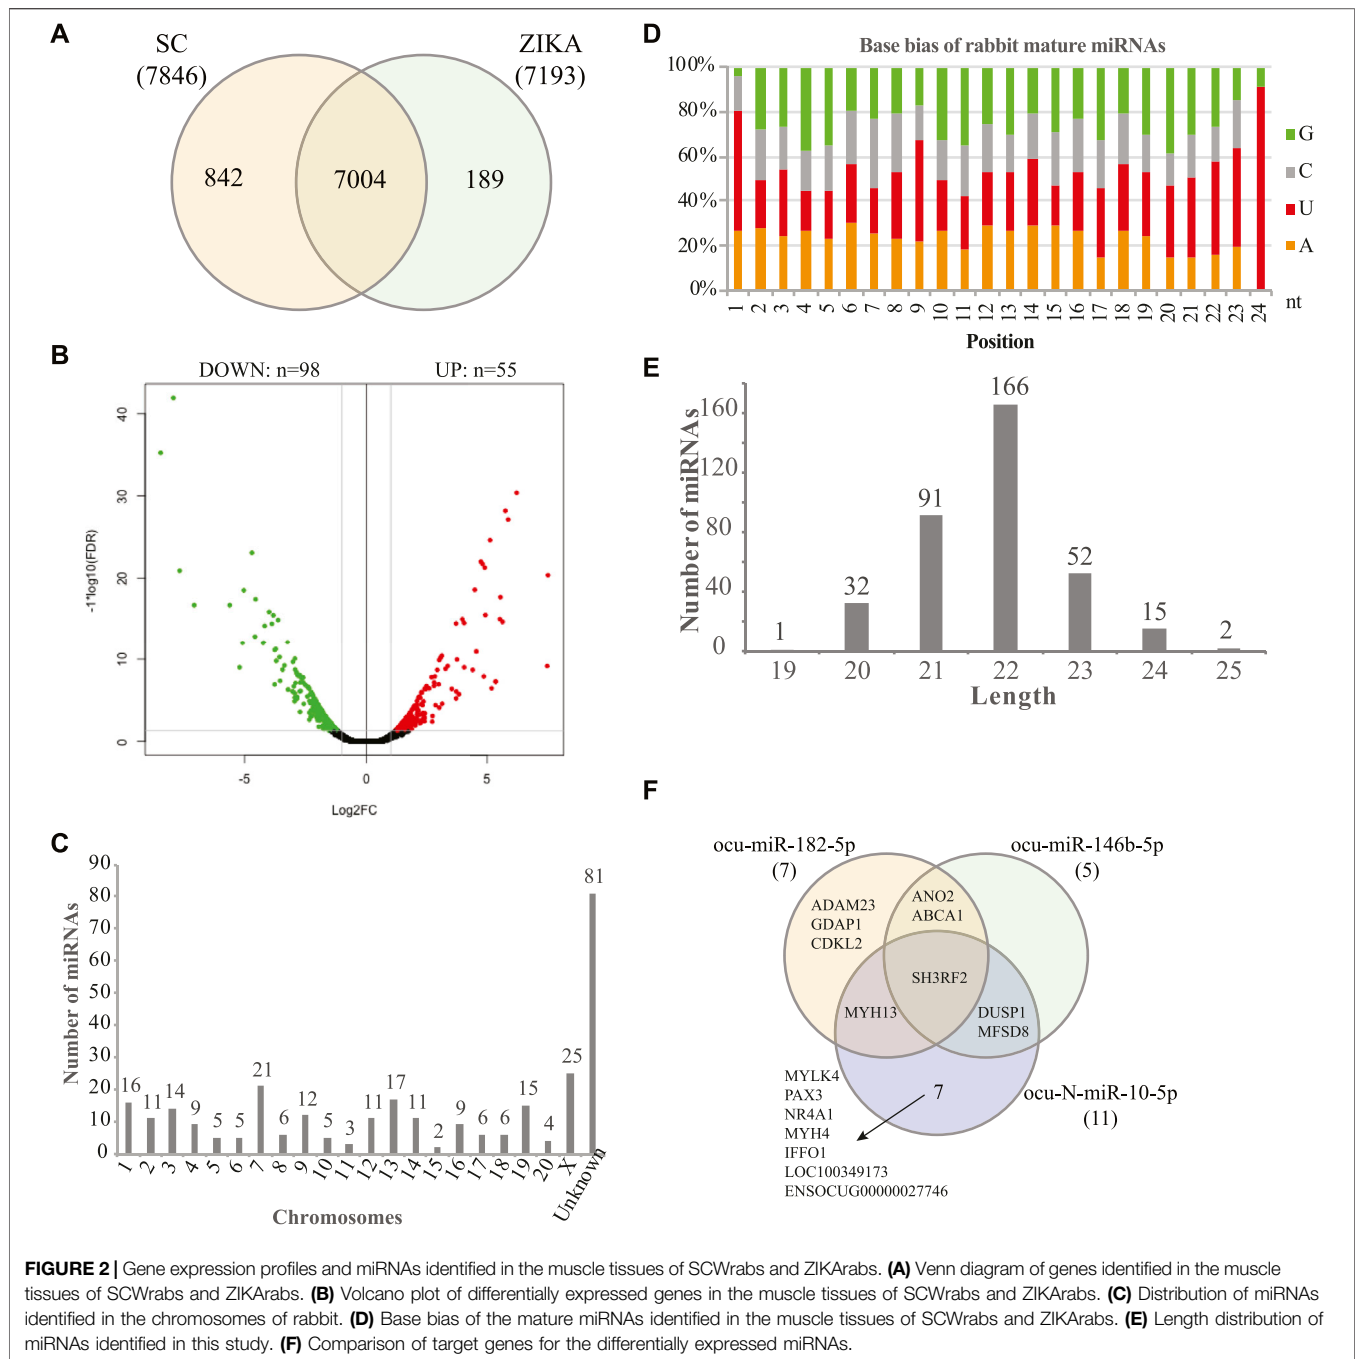 A
SC
(7846)
ZIKA
(7193)
842
7004
189
B
DOWN: n=98
UP: n=55
40
30
20
10
0
-1*log10(FDR)
-5
0
5
Log2FC
C
90
80
70
60
50
40
30
20
10
0
Number of miRNAs
16
11
14
9
5
5
21
6
12
5
3
11
17
11
2
9
6
6
15
4
25
81
1
2
3
4
5
6
7
8
9
10
11
12
13
14
15
16
17
18
19
20
X
Unknown
Chromosomes
D
Base bias of rabbit mature miRNAs
100%
80%
60%
40%
20%
0%
G
C
U
A
1
2
3
4
5
6
7
8
9
10
11
12
13
14
15
16
17
18
19
20
21
22
23
24
nt
Position
E
160
120
80
40
0
Number of miRNAs
1
32
91
166
52
15
2
19
20
21
22
23
24
25
Length
F
ocu-miR-182-5p
(7)
ocu-miR-146b-5p
(5)
ADAM23
GDAP1
CDKL2
ANO2
ABCA1
SH3RF2
MYH13
DUSP1
MFSD8
7
ocu-N-miR-10-5p
(11)
MYLK4
PAX3
NR4A1
MYH4
IFFO1
LOC100349173
ENSOCUG00000027746
FIGURE 2 | Gene expression profiles and miRNAs identified in the muscle tissues of SCWrabs and ZIKArabs. (A) Venn diagram of genes identified in the muscle
tissues of SCWrabs and ZIKArabs. (B) Volcano plot of differentially expressed genes in the muscle tissues of SCWrabs and ZIKArabs. (C) Distribution of miRNAs
identified in the chromosomes of rabbit. (D) Base bias of the mature miRNAs identified in the muscle tissues of SCWrabs and ZIKArabs. (E) Length distribution of
miRNAs identified in this study. (F) Comparison of target genes for the differentially expressed miRNAs.